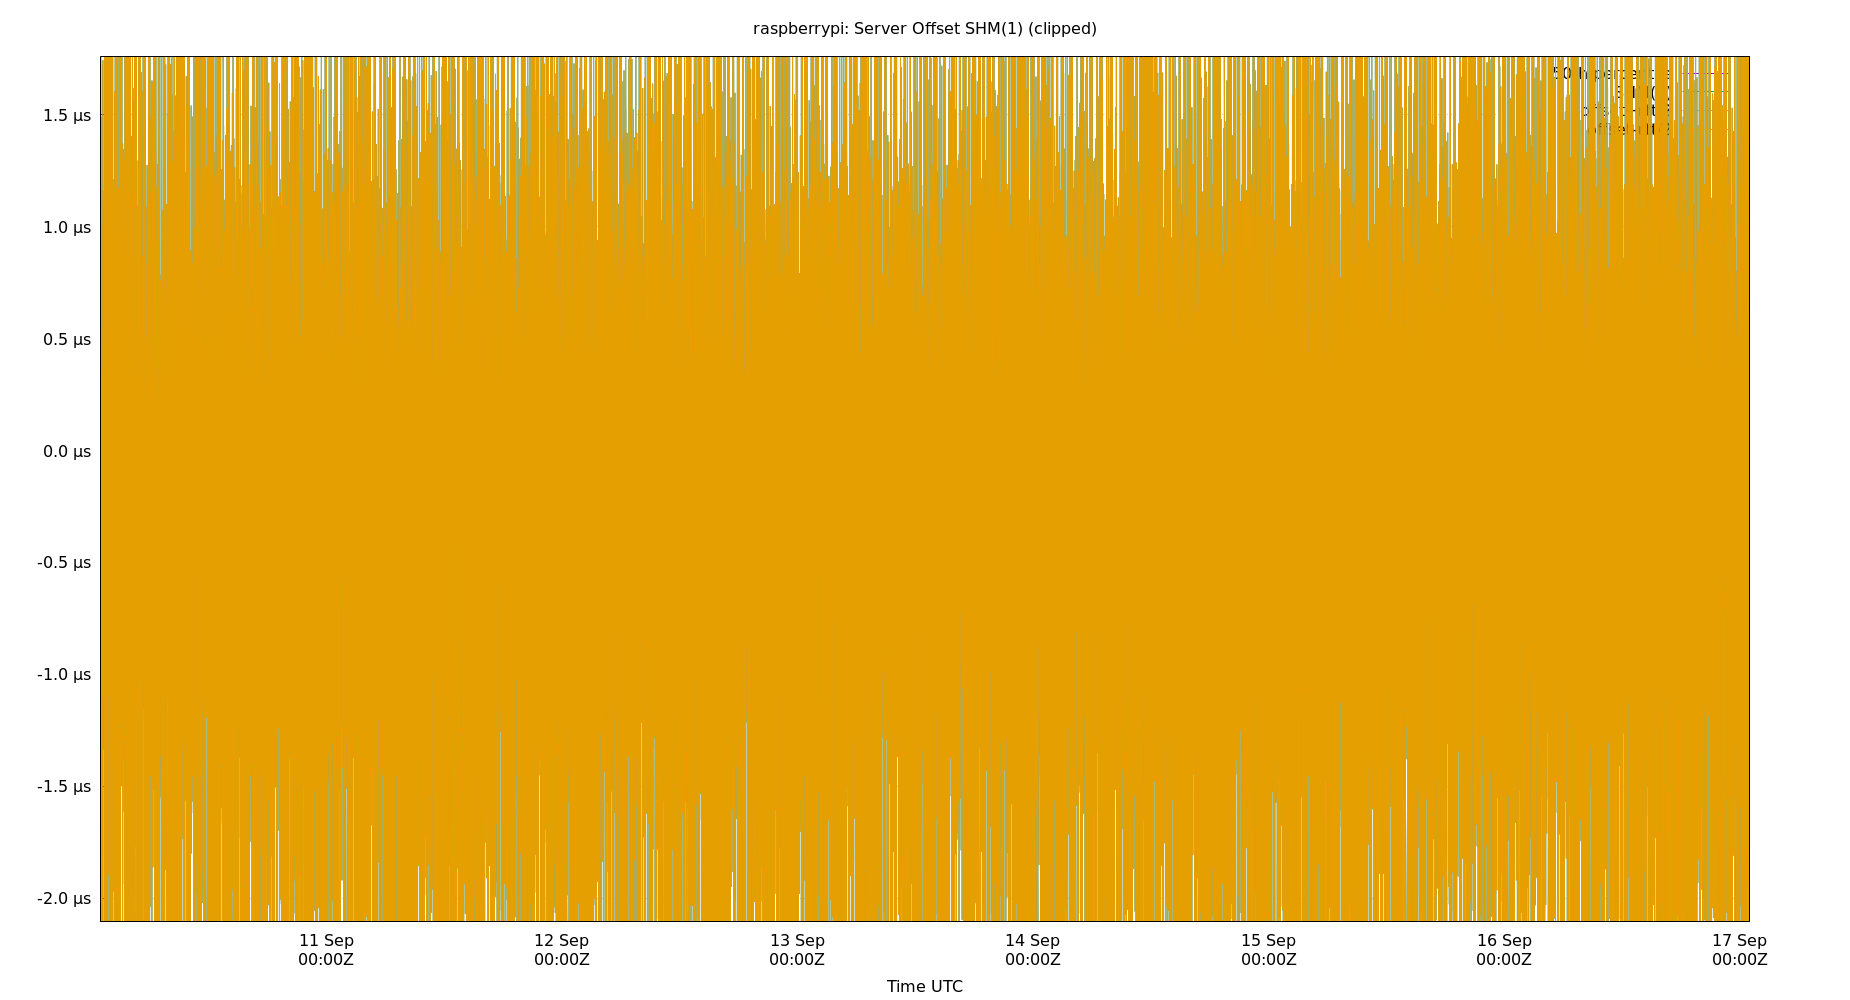 raspberrypi: Server Offset SHM(1) (clipped)
1.5 µs
1.0 µs
0.5 µs
0.0 µs
-0.5 µs
-1.0 µs
-1.5 µs
-2.0 µs
11 Sep 12 Sep 13 Sep 14 Sep 15 Sep 16 Sep 17 Sep
00:00Z 00:00Z 00:00Z 00:00Z 00:00Z 00:00Z 00:00Z
Time UTC